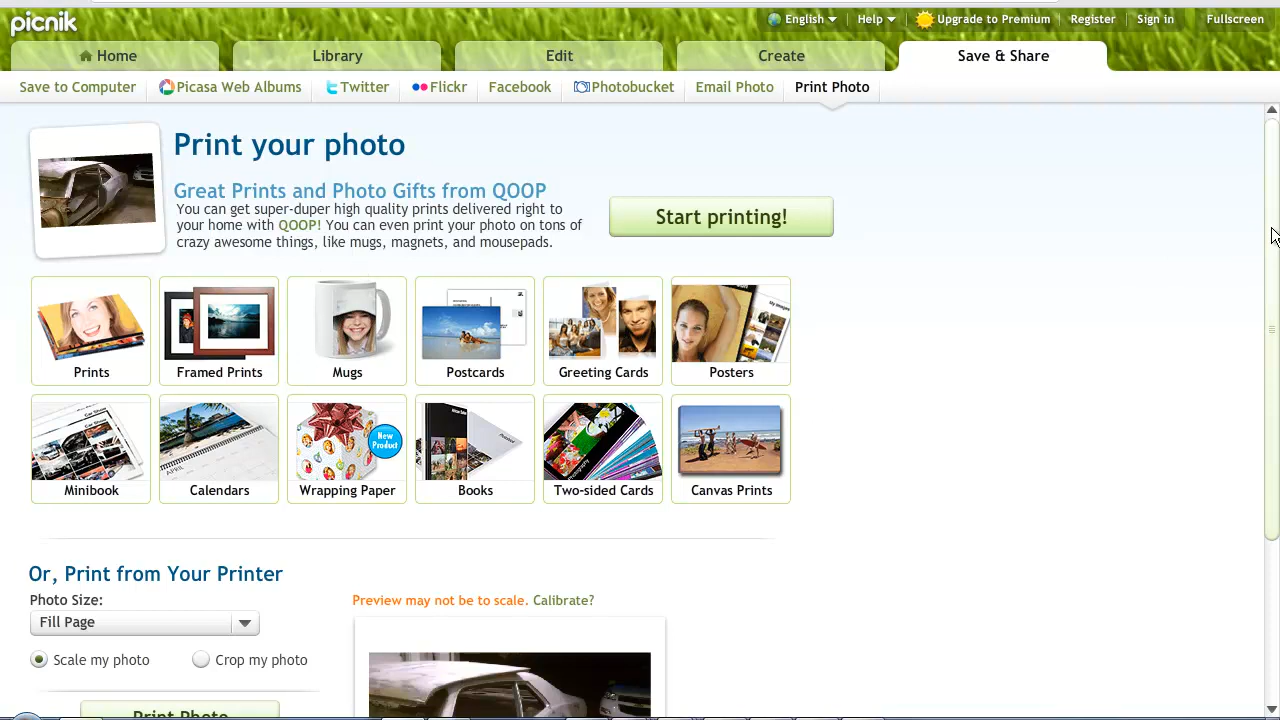 picnik
English
Help
Upgrade to Premium
Register
Sign in
Fullscreen
Home
Library
Edit
Create
Save & Share
Save to Computer
Picasa Web Albums
Twitter
Flickr
Facebook
Photobucket
Email Photo
Print Photo
Print your photo
Great Prints and Photo Gifts from QOOP
You can get super-duper high quality prints delivered right to
your home with QOOP! You can even print your photo on tons of
crazy awesome things, like mugs, magnets, and mousepads.
Start printing!
Prints
Framed Prints
Mugs
Postcards
Greeting Cards
Posters
APRIL
New
Product
Minibook
Calendars
Wrapping Paper
Books
Two-sided Cards
Canvas Prints
Or, Print from Your Printer
Photo Size:
Fill Page
Scale my photo
Crop my photo
Preview may not be to scale. Calibrate?
Print Photo